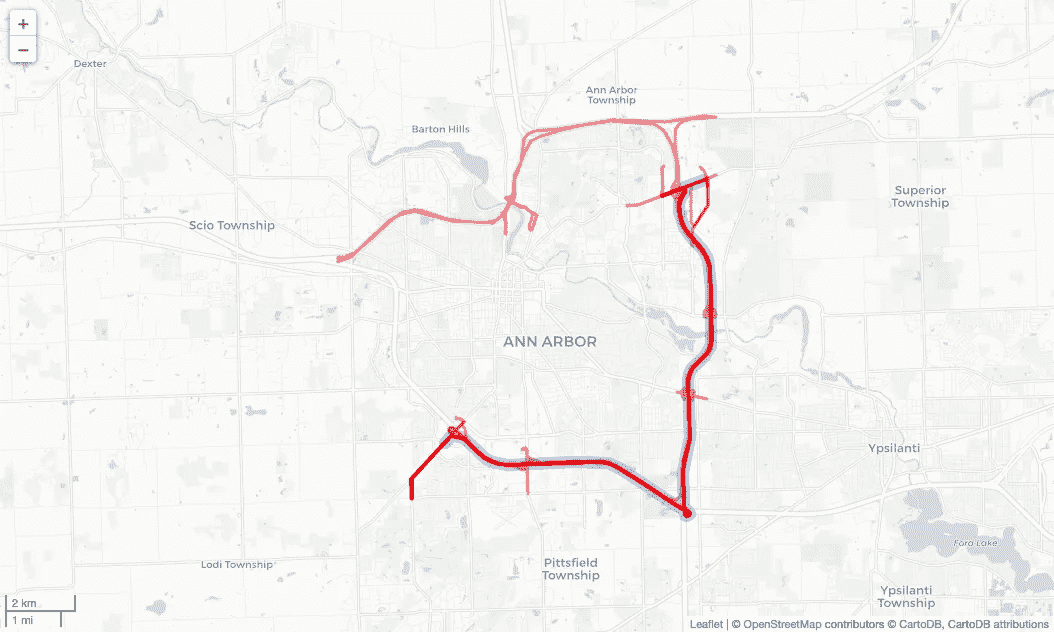 +
−
Dexter
Ann Arbor
Township
Barton Hills
Superior
Township
Scio Township
ANN ARBOR
Ypsilanti
Ford Lake
Lodi Township
Pittsfield
Township
Ypsilanti
Township
2 km
1 mi
Leaflet | © OpenStreetMap contributors © CartoDB, CartoDB attributions